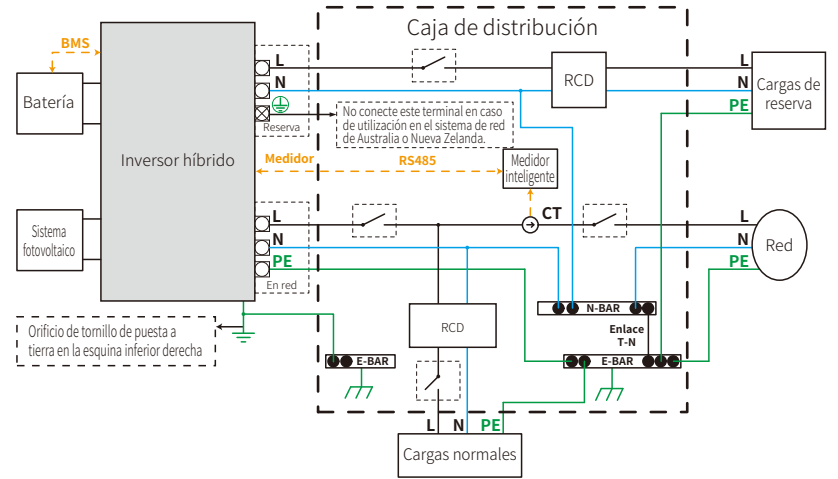 Caja de distribución
BMS
L
N
Reserva
RCD
L
N
PE
Cargas de
reserva
Batería
No conecte este terminal en caso
de utilización en el sistema de red
de Australia o Nueva Zelanda.
Inversor híbrido
Medidor
RS485
Medidor
inteligente
Sistema
fotovoltaico
L
N
PE
En red
CT
L
N
PE
Red
N-BAR
Enlace
T-N
Orificio de tornillo de puesta a
tierra en la esquina inferior derecha
RCD
E-BAR
E-BAR
L
N
PE
Cargas normales